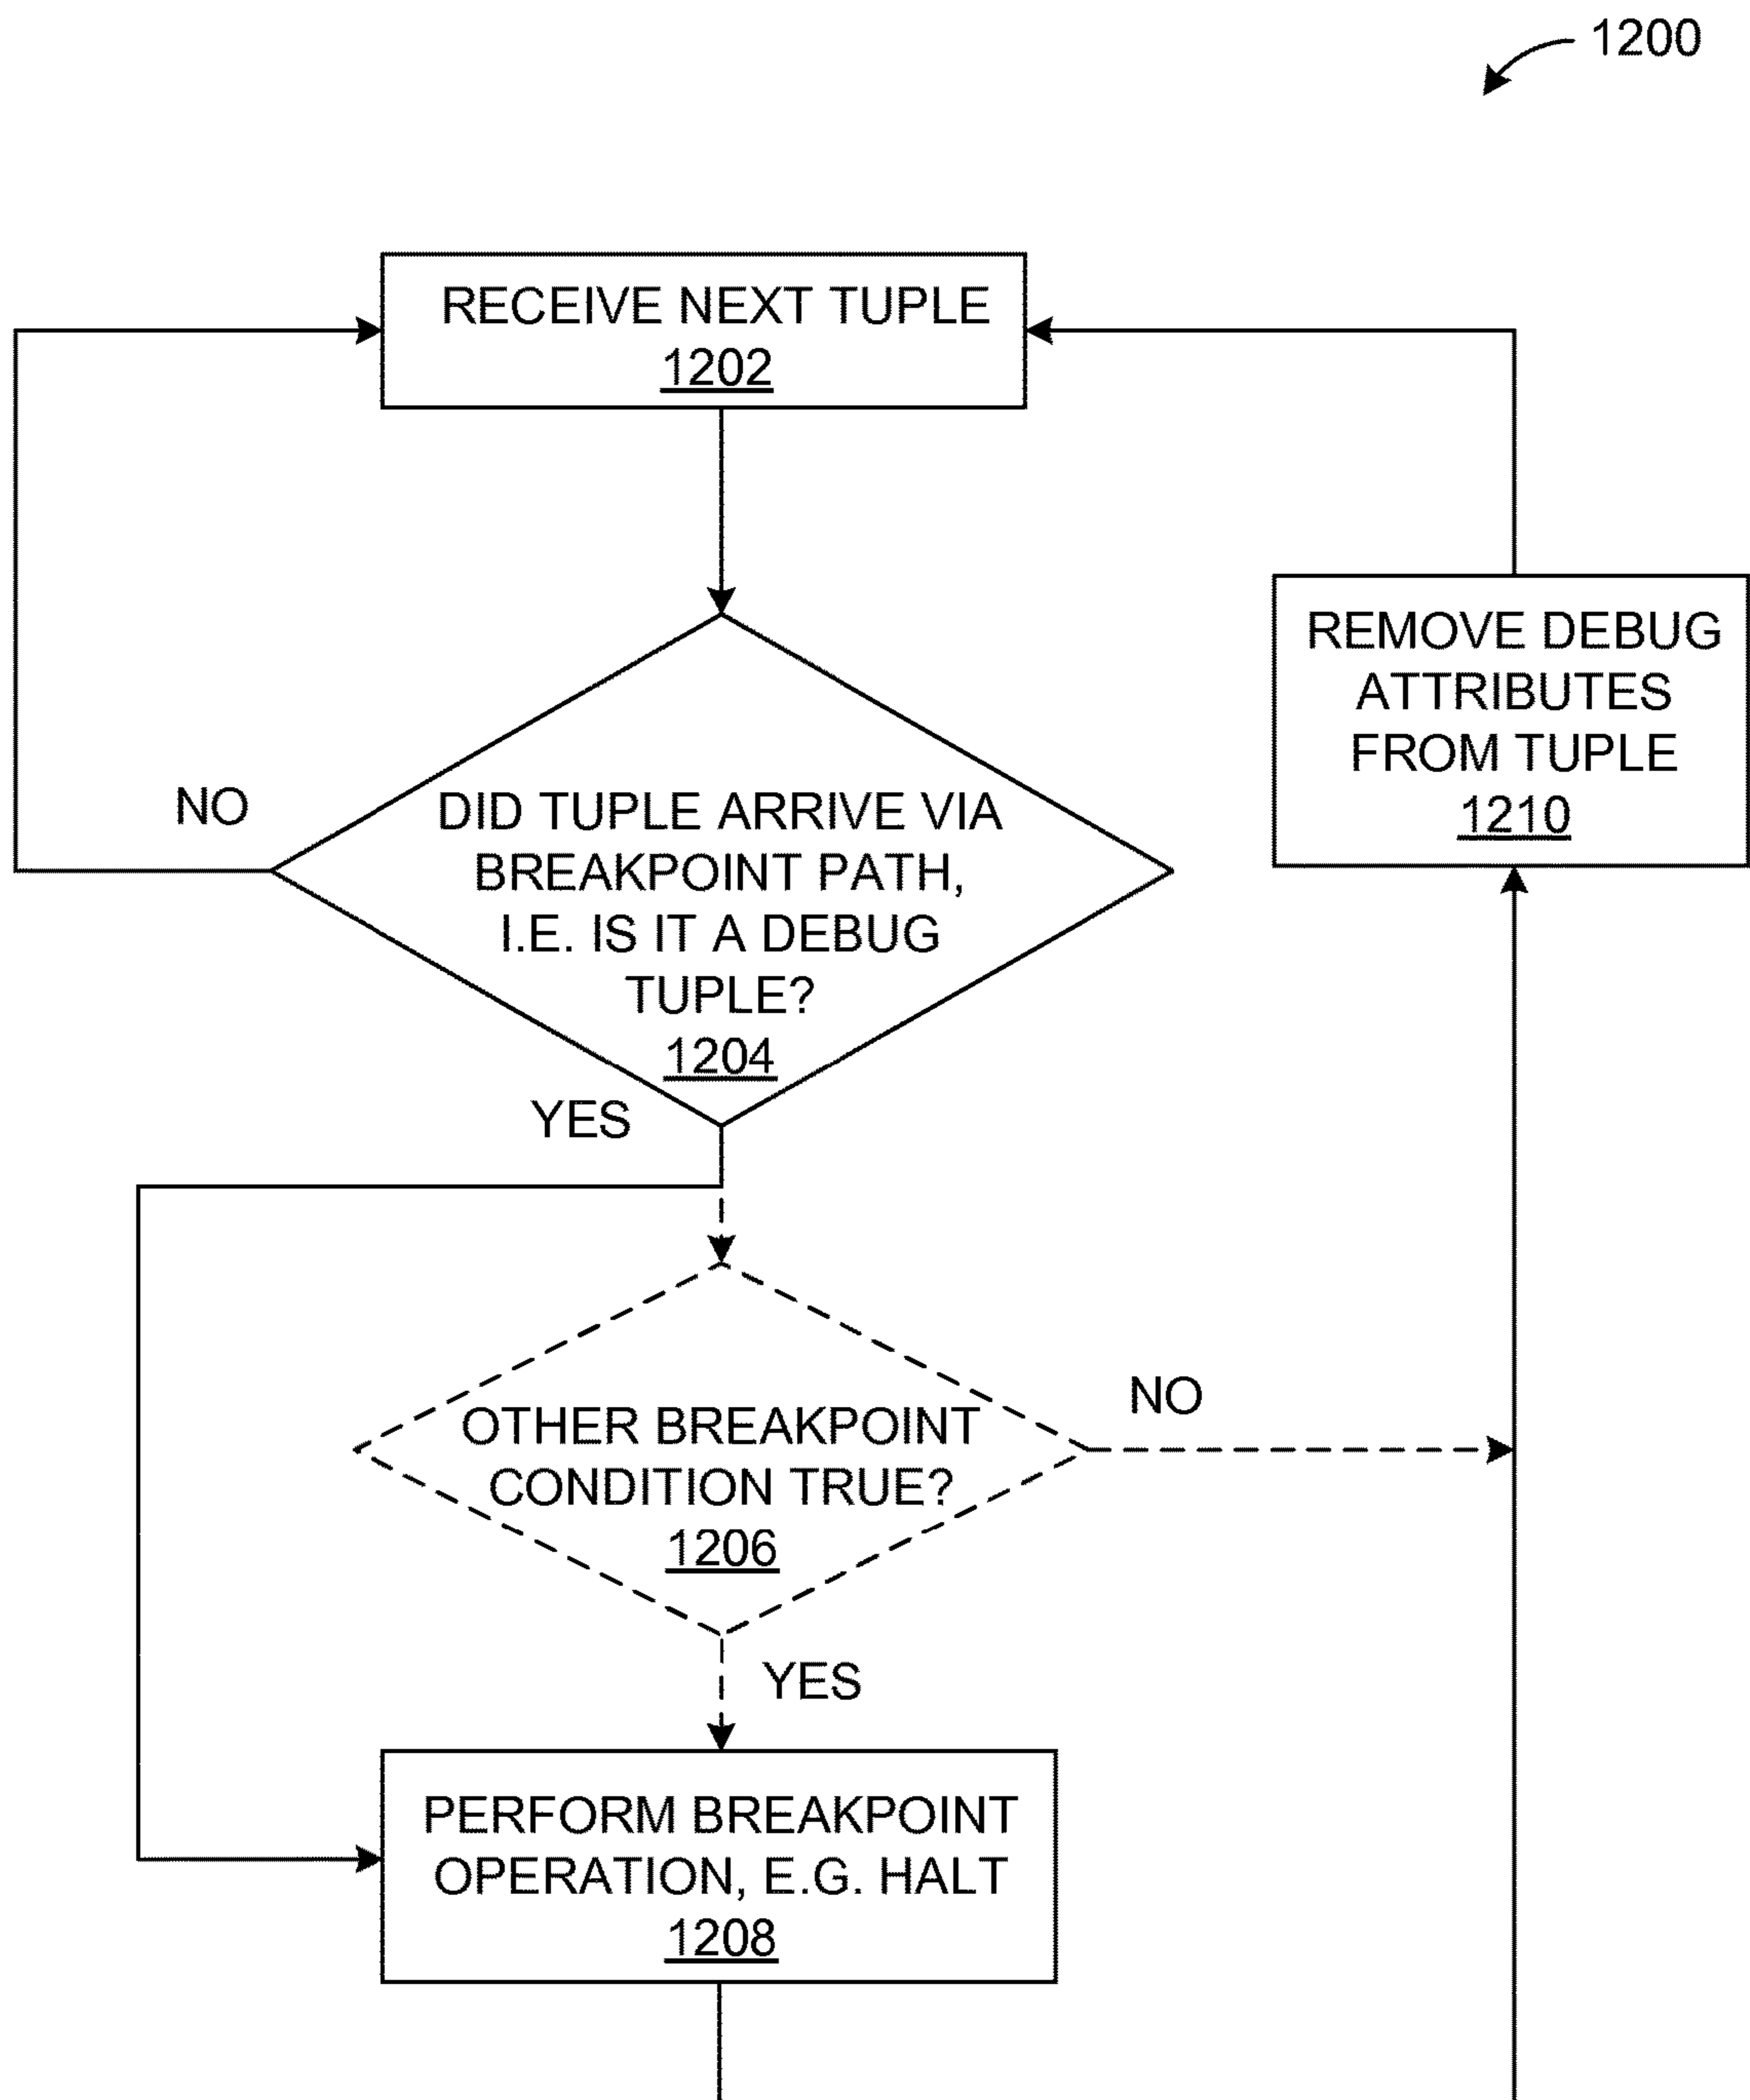 1200
RECEIVE NEXT TUPLE
1202
REMOVE DEBUG
ATTRIBUTES
FROM TUPLE
1210
NO
DID TUPLE ARRIVE VIA
BREAKPOINT PATH,
I.E. IS IT A DEBUG
TUPLE?
1204
YES
OTHER BREAKPOINT
CONDITION TRUE?
1206
NO
YES
PERFORM BREAKPOINT
OPERATION, E.G. HALT
1208